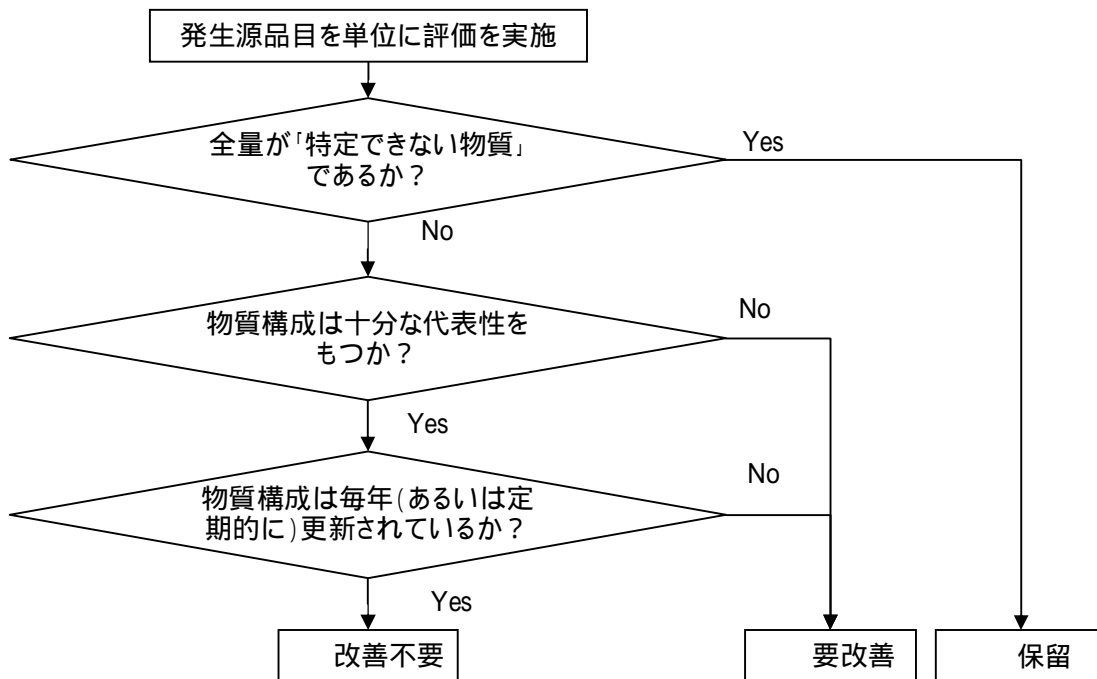 発生源品目を単位に評価を実施
全量が「特定できない物質」
であるか？
Yes
No
物質構成は十分な代表性を
もつか？
No
Yes
物質構成は毎年(あるいは定
期的に)更新されているか？
No
Yes
改善不要
要改善
保留